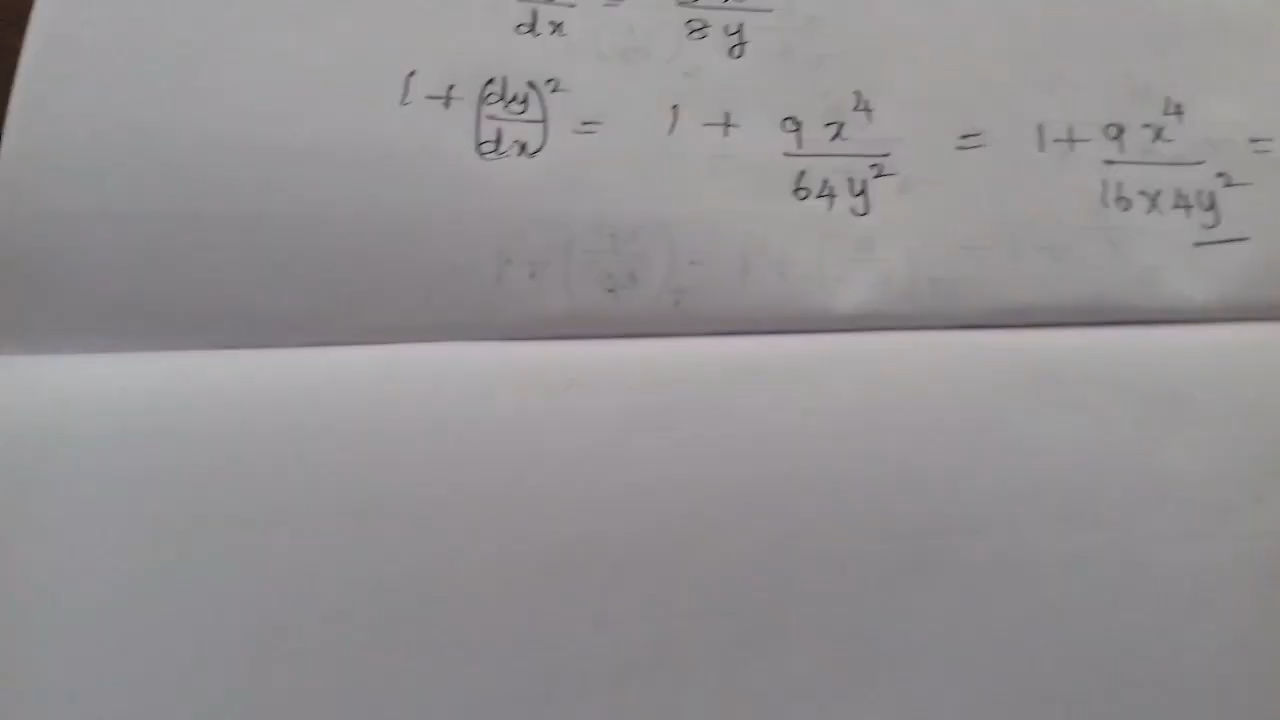 dx = 8y
1 + (dy/dx)² = 1 + 9x⁴/64y² = 1 + 9x⁴/16×4y² =